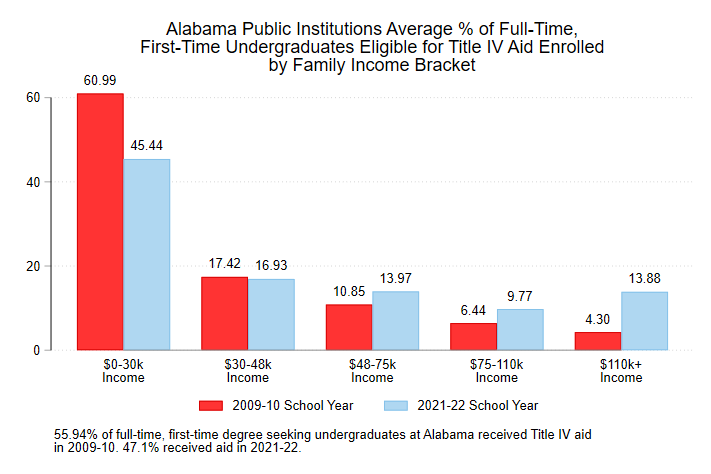 Alabama Public Institutions Average % of Full-Time,
First-Time Undergraduates Eligible for Title IV Aid Enrolled
by Family Income Bracket
60.99
60
45.44
40
20
17.42
16.93
10.85
13.97
6.44
9.77
4.30
13.88
0
$0-30k
Income
$30-48k
Income
$48-75k
Income
$75-110k
Income
$110k+
Income
2009-10 School Year
2021-22 School Year
55.94% of full-time, first-time degree seeking undergraduates at Alabama received Title IV aid
in 2009-10. 47.1% received aid in 2021-22.